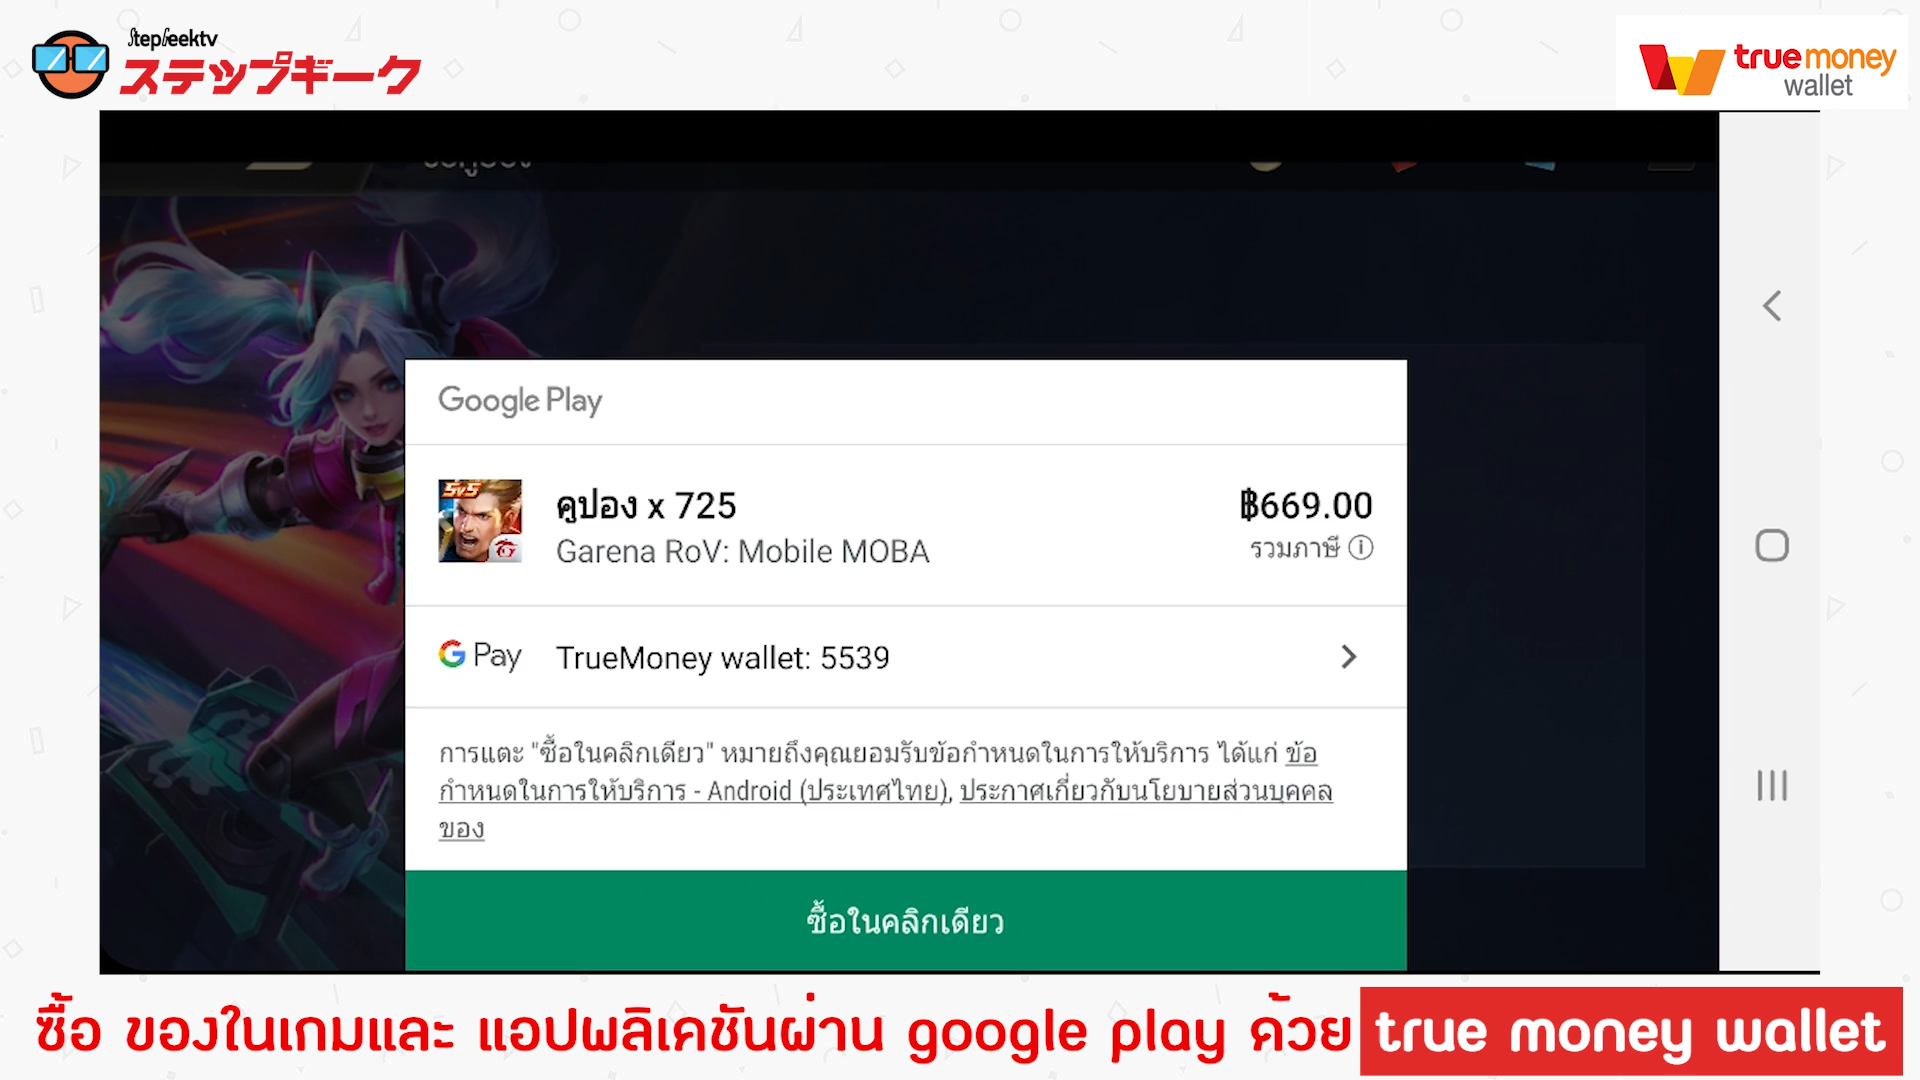 StepGeektv
ステップギーク
truemoney
wallet
Google Play
5v5
คูปอง x 725
฿669.00
Garena RoV: Mobile MOBA
รวมภาษี
G Pay
TrueMoney wallet: 5539
การแตะ "ซื้อในคลิกเดียว" หมายถึงคุณยอมรับข้อกำหนดในการให้บริการ ได้แก่ ข้อ
กำหนดในการให้บริการ - Android (ประเทศไทย), ประกาศเกี่ยวกับนโยบายส่วนบุคคล
ของ
ซื้อในคลิกเดียว
ซื้อ ของในเกมและ แอปพลิเคชันผ่าน google play ด้วย true money wallet